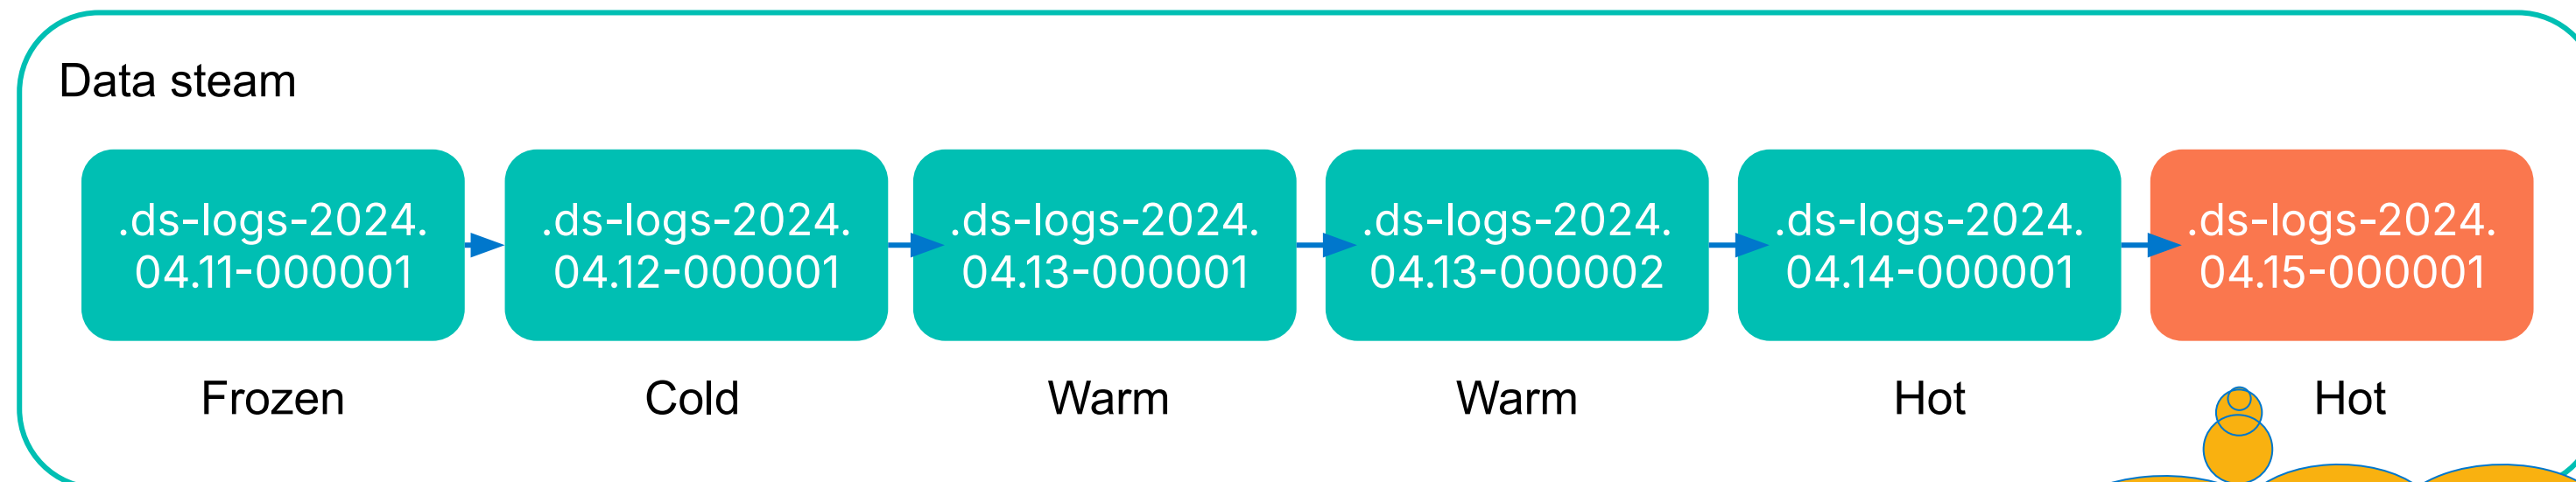 Data steam
.ds-logs-2024.
04.11-000001
.ds-logs-2024.
04.12-000001
.ds-logs-2024.
04.13-000001
.ds-logs-2024.
04.13-000002
.ds-logs-2024.
04.14-000001
.ds-logs-2024.
04.15-000001
Frozen
Cold
Warm
Warm
Hot
Hot